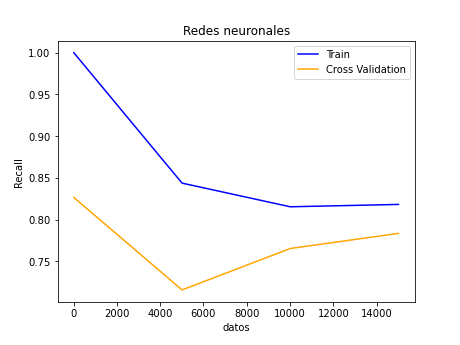 Redes neuronales
Train
Cross Validation
1.00
0.95
0.90
0.85
0.80
0.75
Recall
0 2000 4000 6000 8000 10000 12000 14000
datos